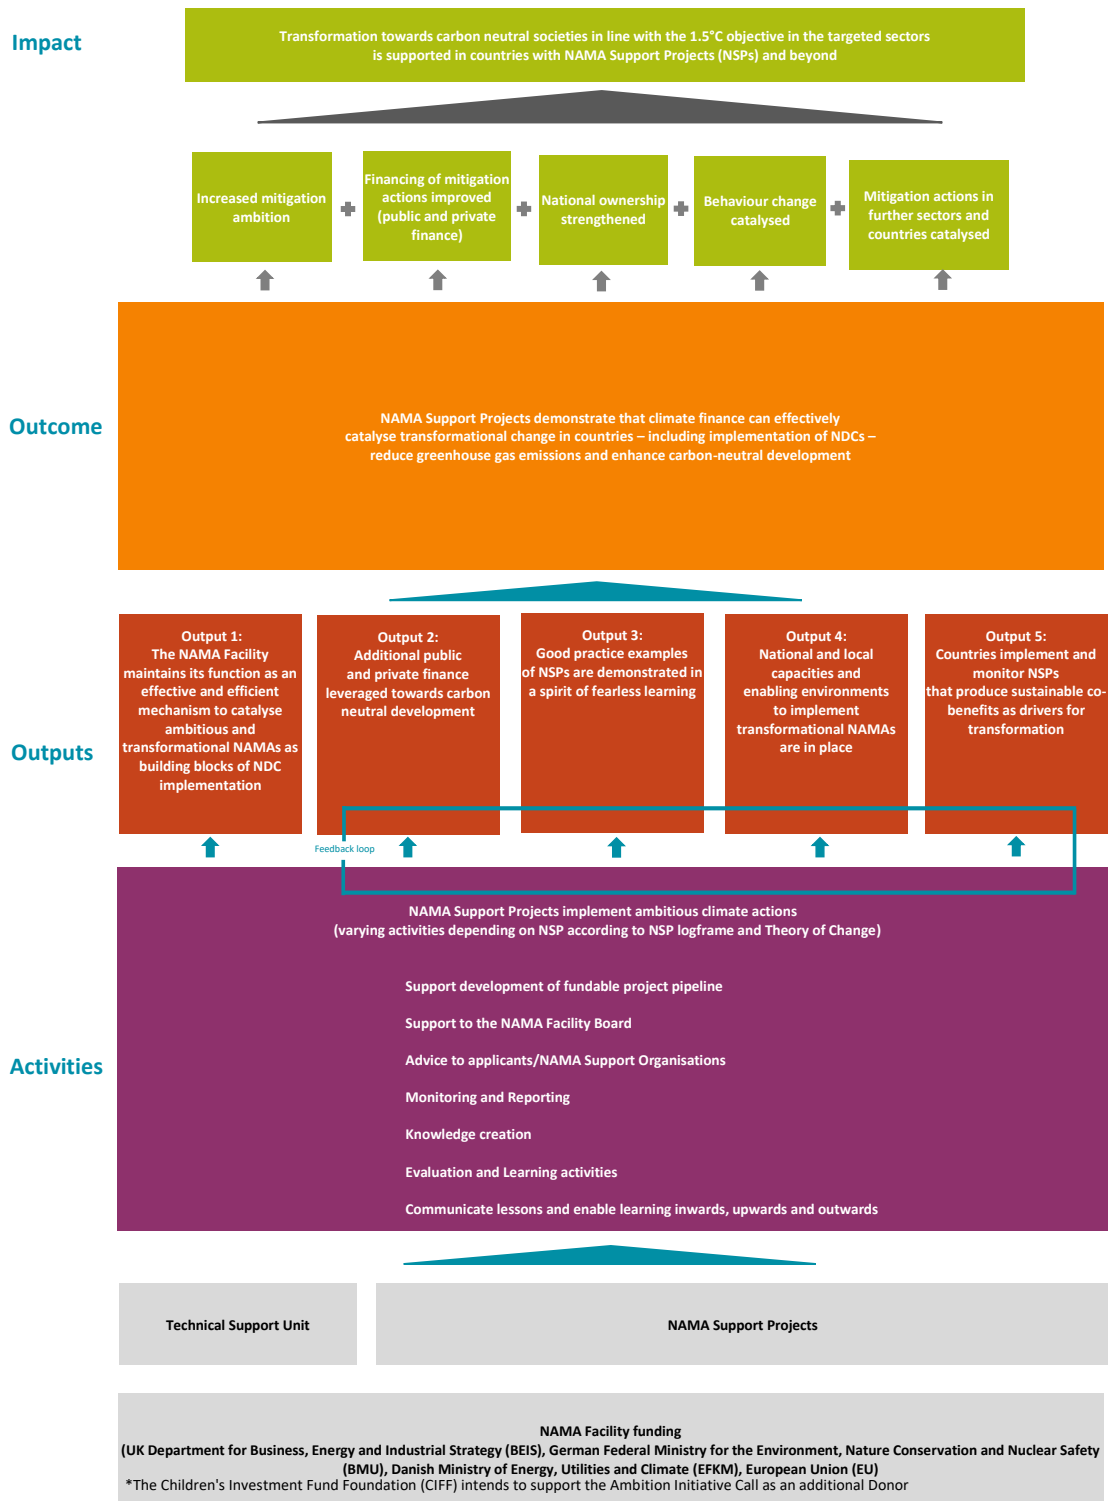 Impact
Transformation towards carbon neutral societies in line with the 1.5°C objective in the targeted sectors
is supported in countries with NAMA Support Projects (NSPs) and beyond
Increased mitigation
ambition
Financing of mitigation
actions improved
(public and private
finance)
National ownership
strengthened
Behaviour change
catalysed
Mitigation actions in
further sectors and
countries catalysed
Outcome
NAMA Support Projects demonstrate that climate finance can effectively
catalyse transformational change in countries – including implementation of NDCs –
reduce greenhouse gas emissions and enhance carbon-neutral development
Outputs
Output 1:
The NAMA Facility
maintains its function as an
effective and efficient
mechanism to catalyse
ambitious and
transformational NAMAs as
building blocks of NDC
implementation
Output 2:
Additional public
and private finance
leveraged towards carbon
neutral development
Output 3:
Good practice examples
of NSPs are demonstrated in
a spirit of fearless learning
Output 4:
National and local
capacities and
enabling environments
to implement
transformational NAMAs
are in place
Output 5:
Countries implement and
monitor NSPs
that produce sustainable co-
benefits as drivers for
transformation
Feedback loop
Activities
NAMA Support Projects implement ambitious climate actions
(varying activities depending on NSP according to NSP logframe and Theory of Change)
Support development of fundable project pipeline
Support to the NAMA Facility Board
Advice to applicants/NAMA Support Organisations
Monitoring and Reporting
Knowledge creation
Evaluation and Learning activities
Communicate lessons and enable learning inwards, upwards and outwards
Technical Support Unit
NAMA Support Projects
NAMA Facility funding
(UK Department for Business, Energy and Industrial Strategy (BEIS), German Federal Ministry for the Environment, Nature Conservation and Nuclear Safety
(BMU), Danish Ministry of Energy, Utilities and Climate (EFKM), European Union (EU)
*The Children's Investment Fund Foundation (CIFF) intends to support the Ambition Initiative Call as an additional Donor